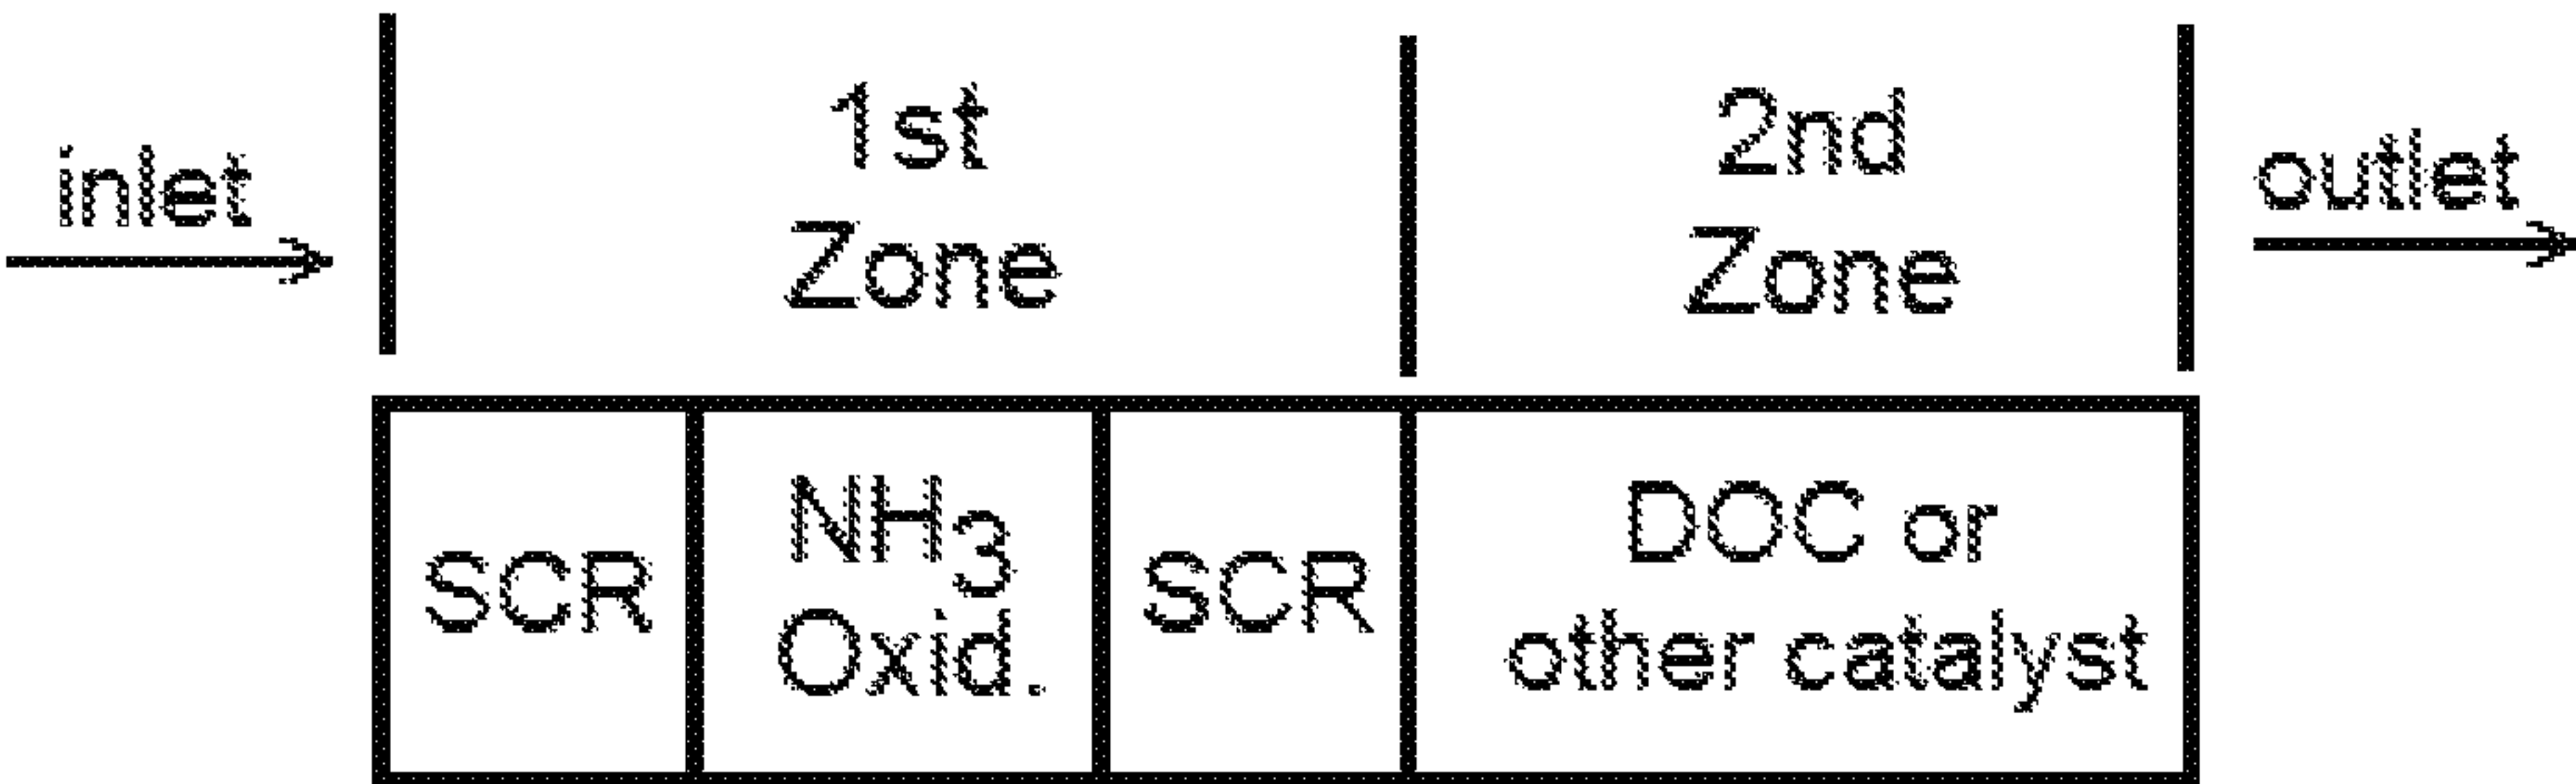 inlet
1st
Zone
2nd
Zone
outlet
SCR
NH3
Oxid.
SCR
DOC or
other catalyst